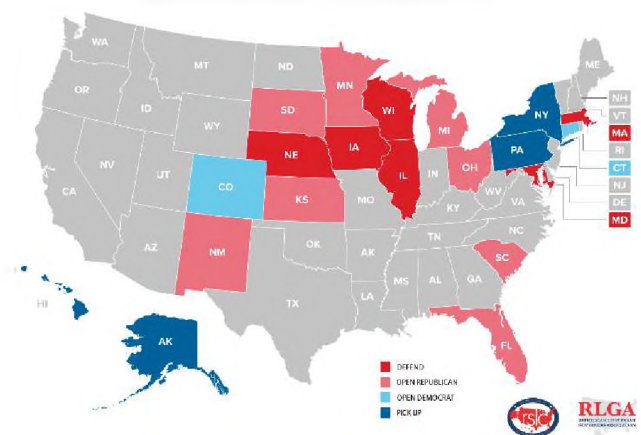 WA
MT
ND
MN
ME
OR
ID
SD
WI
MI
NY
WY
NE
IA
PA
NV
UT
CO
IL
IN
OH
CA
KS
MO
WV
VA
KY
AZ
NM
OK
AR
TN
NC
SC
MS
AL
GA
TX
LA
FL
HI
AK
NH
VT
MA
RI
CT
NJ
DE
MD
DEFEND
OPEN REPUBLICAN
OPEN DEMOCRAT
PICK UP
RLGA